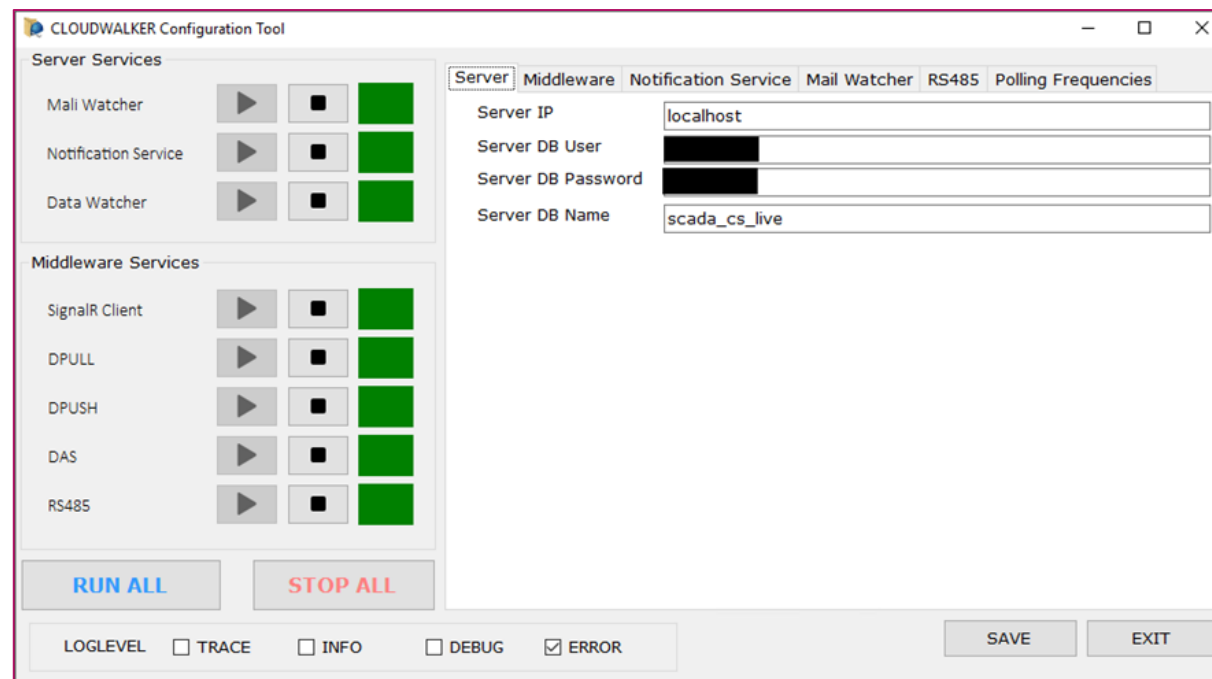 CLOUDWALKER Configuration Tool
Server Services
Mali Watcher
Notification Service
Data Watcher
Middleware Services
SignalR Client
DPULL
DPUSH
DAS
RS485
RUN ALL STOP ALL
LOGLEVEL TRACE INFO DEBUG ERROR
Server Middleware Notification Service Mail Watcher RS485 Polling Frequencies
Server IP localhost
Server DB User
Server DB Password
Server DB Name scada_cs_live
SAVE EXIT